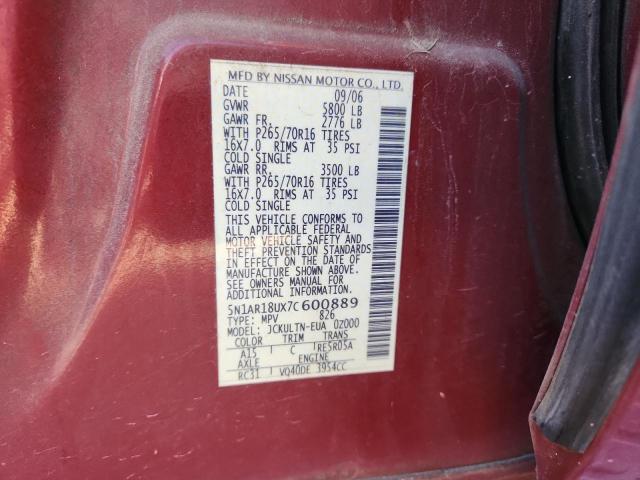 MFD BY NISSAN MOTOR CO., LTD.
DATE 09/06
GVWR 5800 LB
GAWR FR. 2776 LB
WITH P265/70R16 TIRES
16X7.0 RIMS AT 35 PSI
COLD SINGLE
GAWR RR. 3500 LB
WITH P265/70R16 TIRES
16X7.0 RIMS AT 35 PSI
COLD SINGLE
THIS VEHICLE CONFORMS TO
ALL APPLICABLE FEDERAL
MOTOR VEHICLE SAFETY AND
THEFT PREVENTION STANDARDS
IN EFFECT ON THE DATE OF
MANUFACTURE SHOWN ABOVE.
SEE OWNERS MANUAL FOR
ADDITIONAL INFORMATION.
5N1AR18UX7C600889
TYPE: MPV 826
MODEL: JCKULTN-EUA 0Z000
COLOR TRIM TRANS
A15 C RE5R05A
AXLE ENGINE
RC31 VQ40DE 3954CC